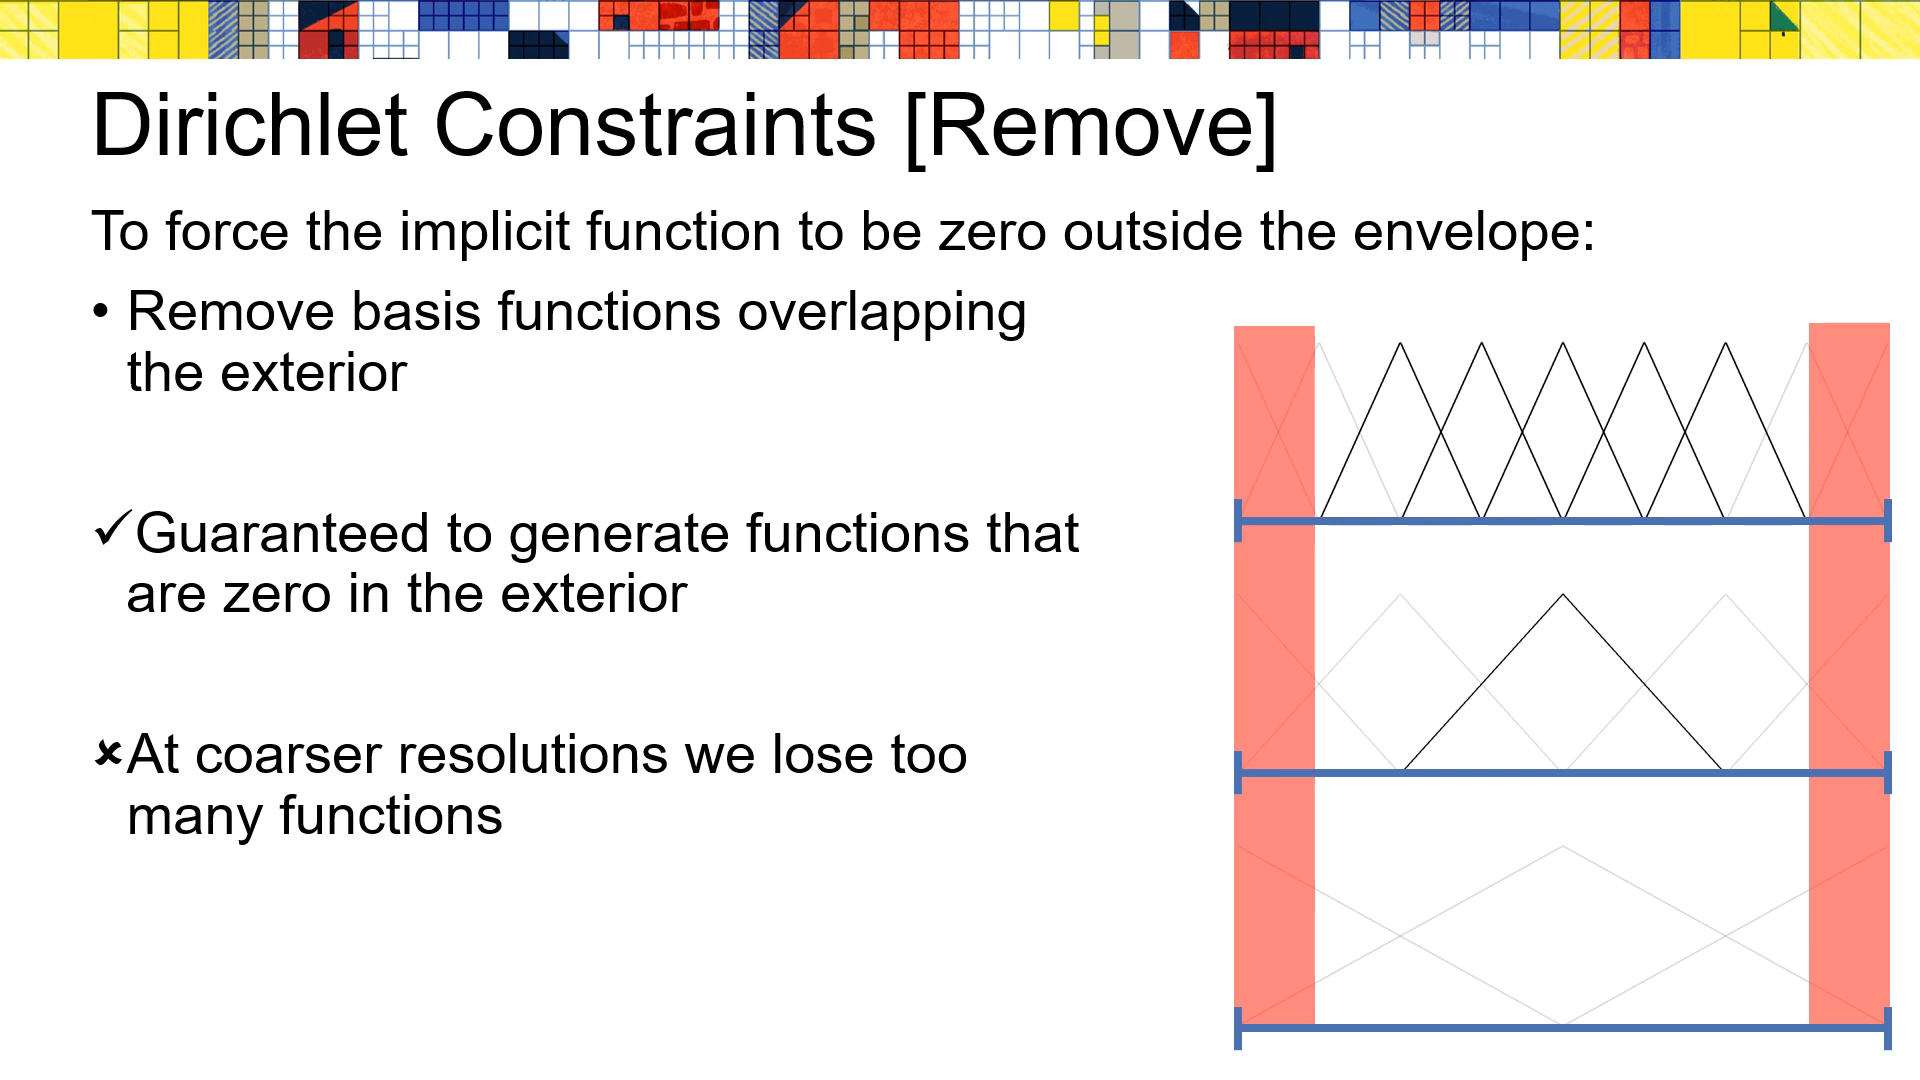 Dirichlet Constraints [Remove]
To force the implicit function to be zero outside the envelope:
• Remove basis functions overlapping
the exterior
✓Guaranteed to generate functions that
are zero in the exterior
✘At coarser resolutions we lose too
many functions